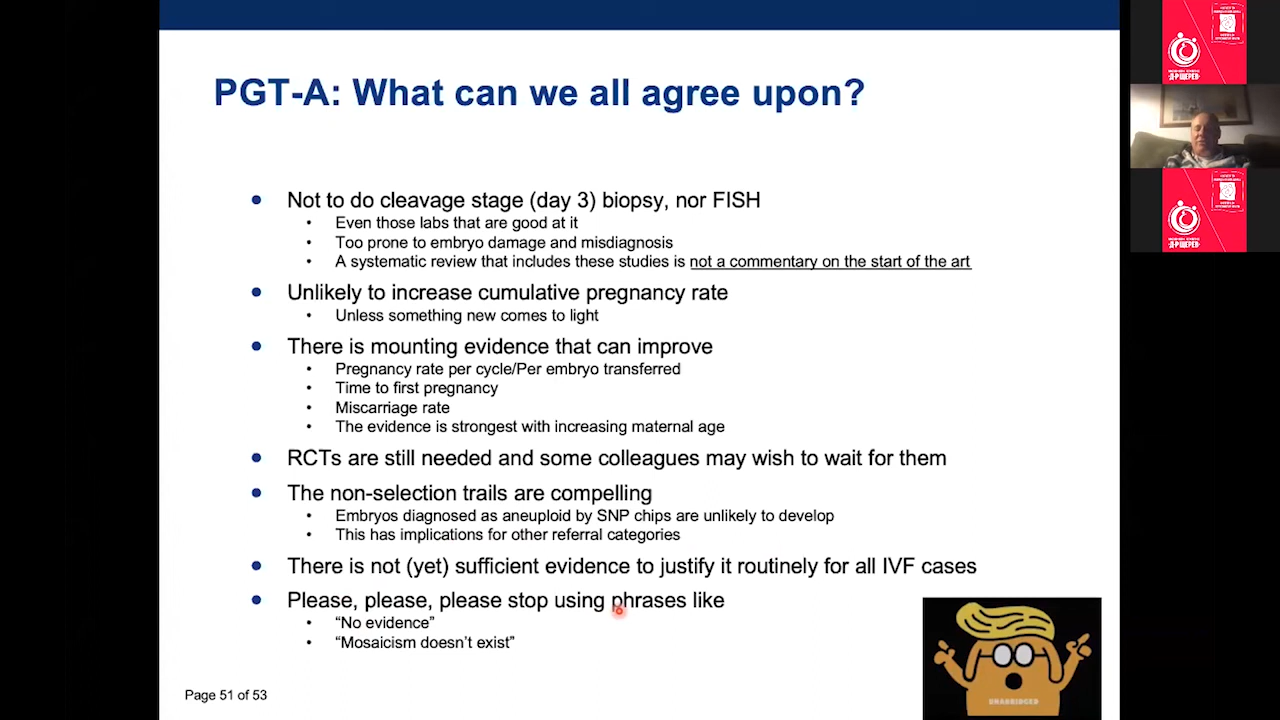 PGT-A: What can we all agree upon?
Not to do cleavage stage (day 3) biopsy, nor FISH
Even those labs that are good at it
Too prone to embryo damage and misdiagnosis
A systematic review that includes these studies is not a commentary on the start of the art
Unlikely to increase cumulative pregnancy rate
Unless something new comes to light
There is mounting evidence that can improve
Pregnancy rate per cycle/Per embryo transferred
Time to first pregnancy
Miscarriage rate
The evidence is strongest with increasing maternal age
RCTs are still needed and some colleagues may wish to wait for them
The non-selection trails are compelling
Embryos diagnosed as aneuploid by SNP chips are unlikely to develop
This has implications for other referral categories
There is not (yet) sufficient evidence to justify it routinely for all IVF cases
Please, please, please stop using phrases like
“No evidence”
“Mosaicism doesn’t exist”
Page 51 of 53
UNABRIDGED